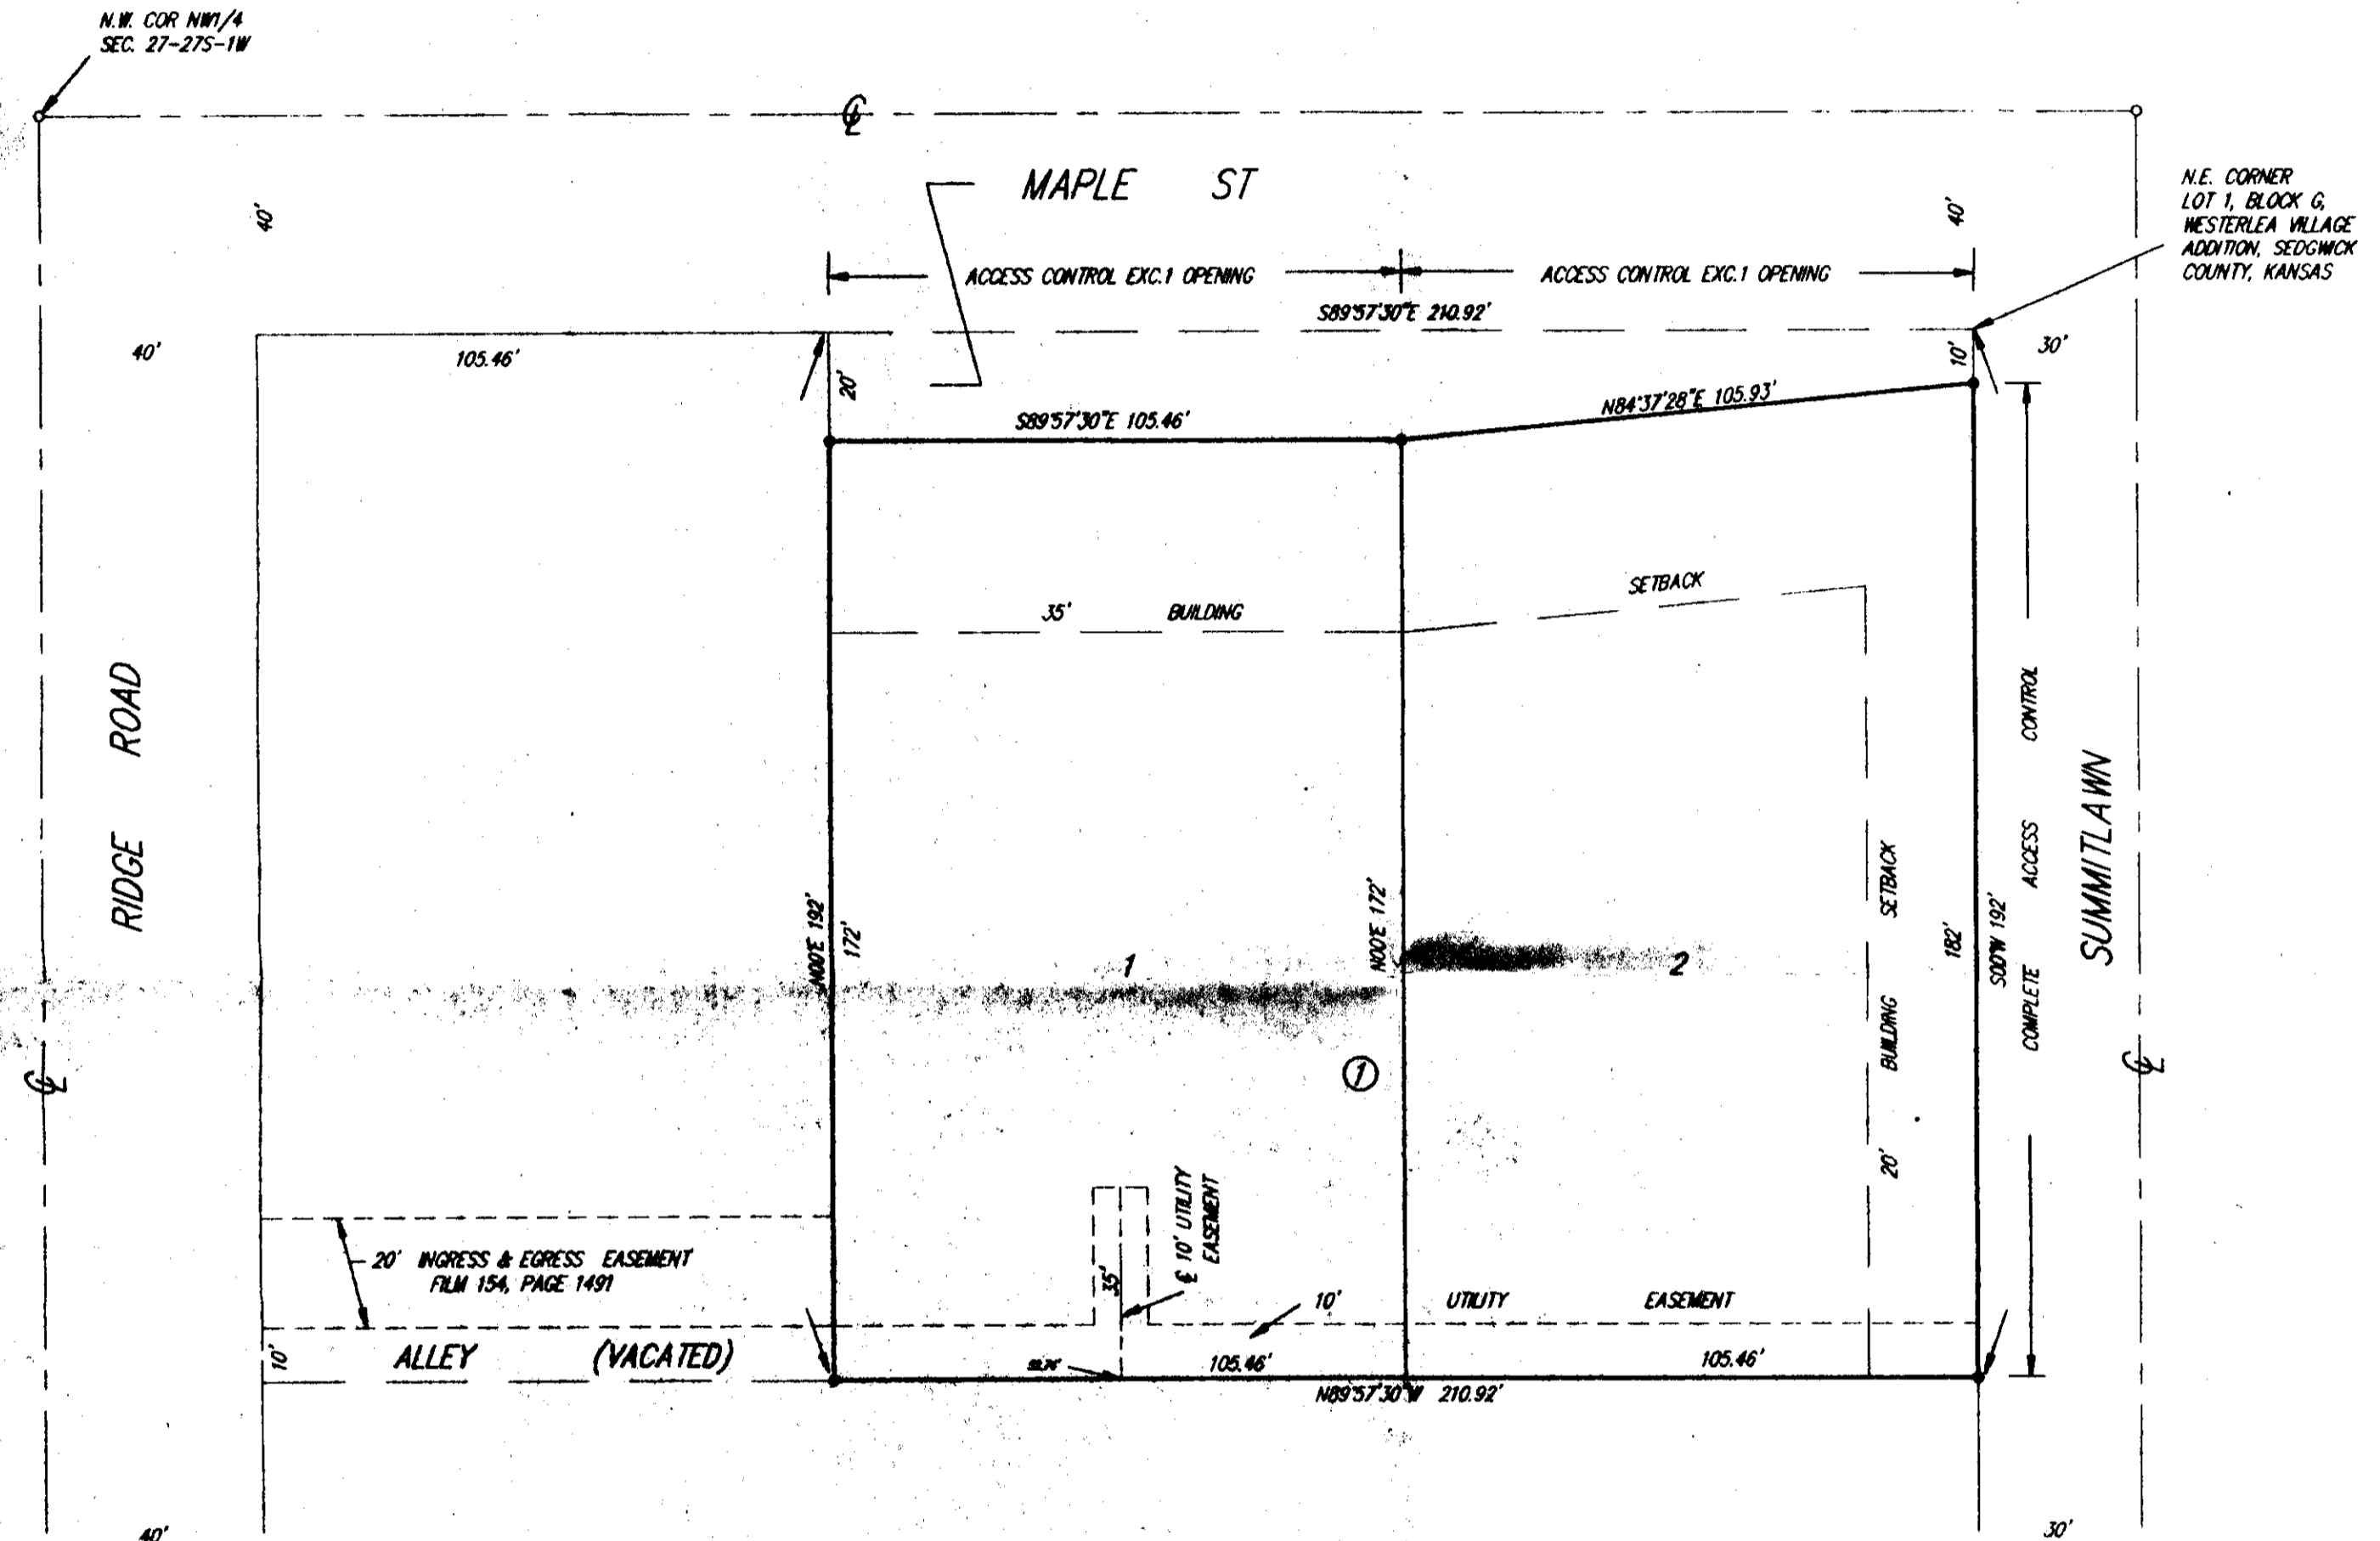 N.W. COR NW1/4
SEC. 27-27S-1W
℄
MAPLE ST
40'
40'
N.E. CORNER
LOT 1, BLOCK G,
WESTERLEA VILLAGE
ADDITION, SEDGWICK
COUNTY, KANSAS
ACCESS CONTROL EXC.1 OPENING
ACCESS CONTROL EXC.1 OPENING
S89°57'30"E 210.92'
40'
105.46'
20'
10'
30'
S89°57'30"E 105.46'
N84°37'28"E 105.93'
35' BUILDING
SETBACK
RIDGE ROAD
N00°E 192'
172'
N00°E 172'
1
2
①
20' BUILDING SETBACK
182'
S00°W 192'
COMPLETE ACCESS CONTROL
SUMMITLAWN
℄
℄
20' INGRESS & EGRESS EASEMENT
FILM 154, PAGE 1491
35'
℄ 10' UTILITY
EASEMENT
10'
UTILITY EASEMENT
10'
ALLEY (VACATED)
105.46'
105.46'
N89°57'30"W 210.92'
40'
30'